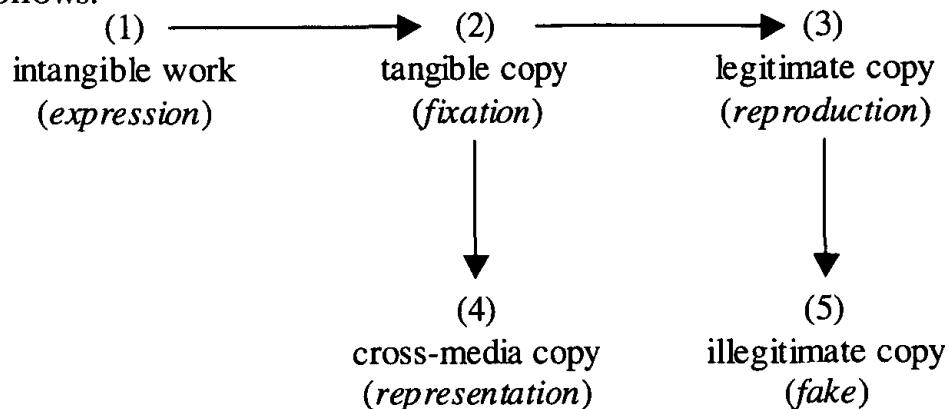 (1) (2) (3)
intangible work tangible copy legitimate copy
(expression) (fixation) (reproduction)
(4) (5)
cross-media copy illegitimate copy
(representation) (fake)